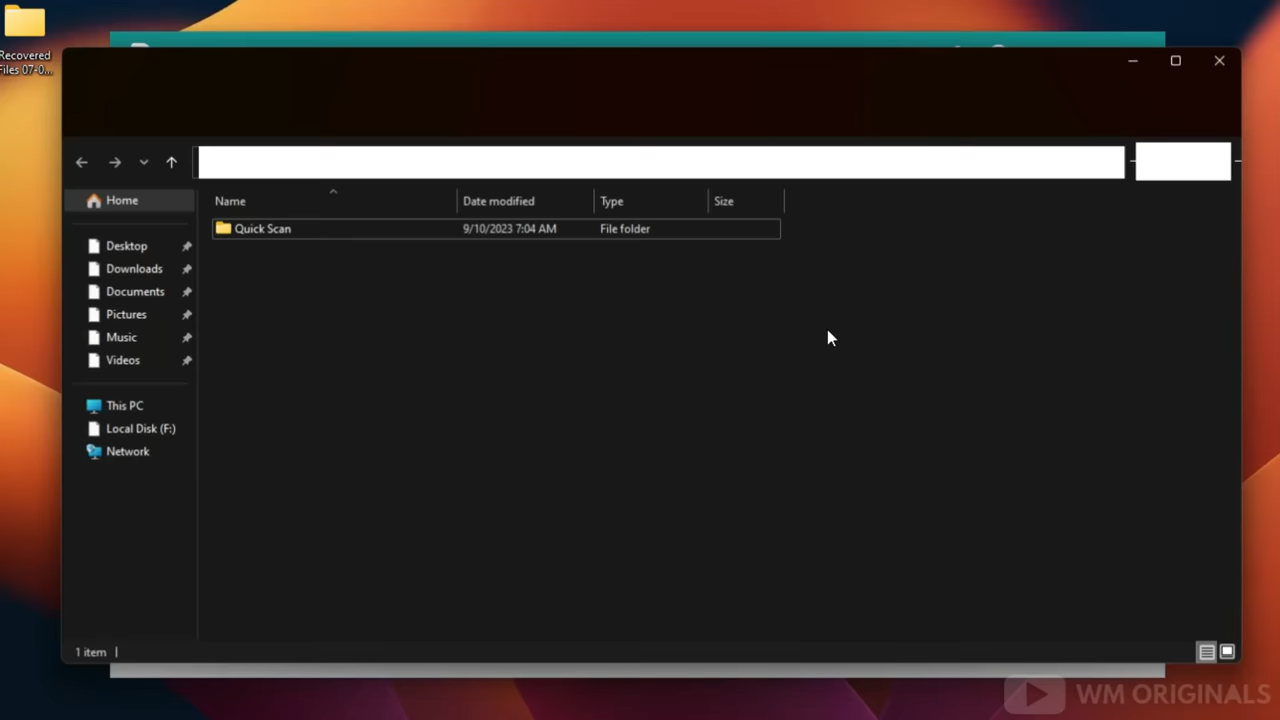 Recovered
Files 07-0...
Home
Name
Date modified
Type
Size
Quick Scan
9/10/2023 7:04 AM
File folder
Desktop
Downloads
Documents
Pictures
Music
Videos
This PC
Local Disk (F:)
Network
1 item
WM ORIGINALS